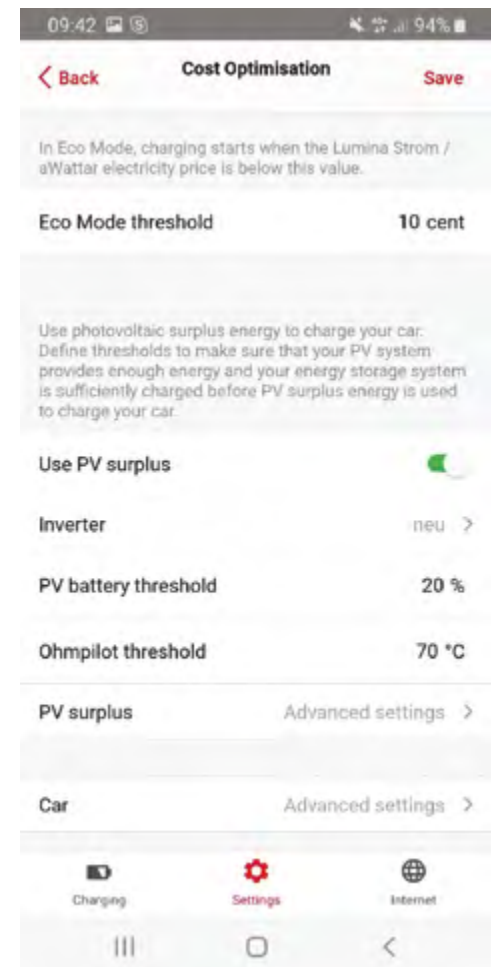 09:42 94%
Back Cost Optimisation Save
In Eco Mode, charging starts when the Lumina Strom /
aWattar electricity price is below this value.
Eco Mode threshold 10 cent
Use photovoltaic surplus energy to charge your car.
Define thresholds to make sure that your PV system
provides enough energy and your energy storage system
is sufficiently charged before PV surplus energy is used
to charge your car.
Use PV surplus
Inverter neu >
PV battery threshold 20 %
Ohmpilot threshold 70 °C
PV surplus Advanced settings >
Car Advanced settings >
Charging Settings Internet